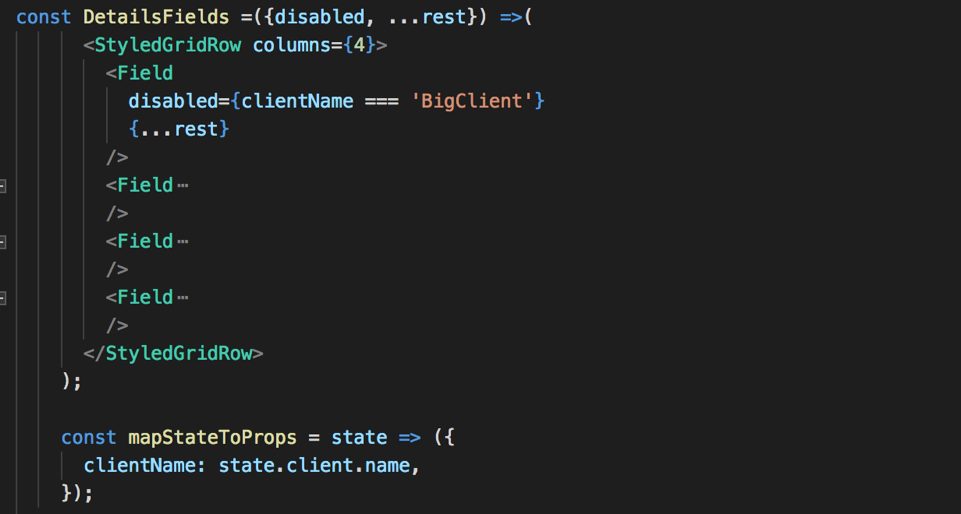 const DetailsFields =({disabled, ...rest}) =>(
<StyledGridRow columns={4}>
<Field
disabled={clientName === 'BigClient'}
{...rest}
/>
<Field ⋯
/>
<Field ⋯
/>
<Field ⋯
/>
</StyledGridRow>
);
const mapStateToProps = state => ({
clientName: state.client.name,
});